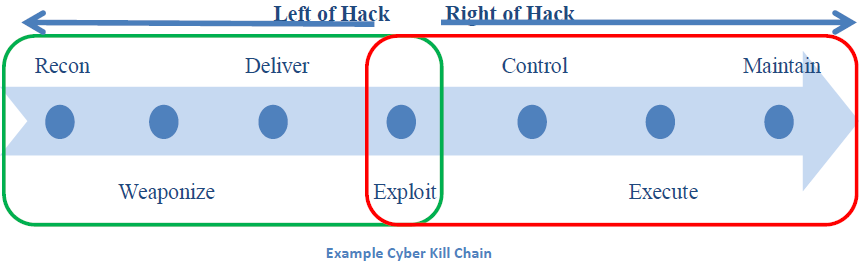 Left of Hack Right of Hack
Recon Deliver Control Maintain
Weaponize Exploit Execute
Example Cyber Kill Chain